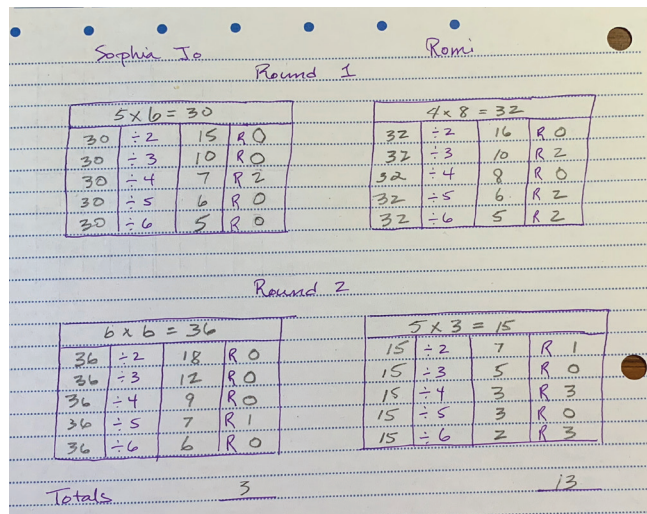 Sophia Jo
Romi
Round 1
5 x 6 = 30
30 ÷2 15 R 0
30 ÷3 10 R 0
30 ÷4 7 R 2
30 ÷5 6 R 0
30 ÷6 5 R 0
4 x 8 = 32
32 ÷2 16 R 0
32 ÷3 10 R 2
32 ÷4 8 R 0
32 ÷5 6 R 2
32 ÷6 5 R 2
Round 2
6 x 6 = 36
36 ÷2 18 R 0
36 ÷3 12 R 0
36 ÷4 9 R 0
36 ÷5 7 R 1
36 ÷6 6 R 0
5 x 3 = 15
15 ÷2 7 R 1
15 ÷3 5 R 0
15 ÷4 3 R 3
15 ÷5 3 R 0
15 ÷6 2 R 3
Totals 3 13